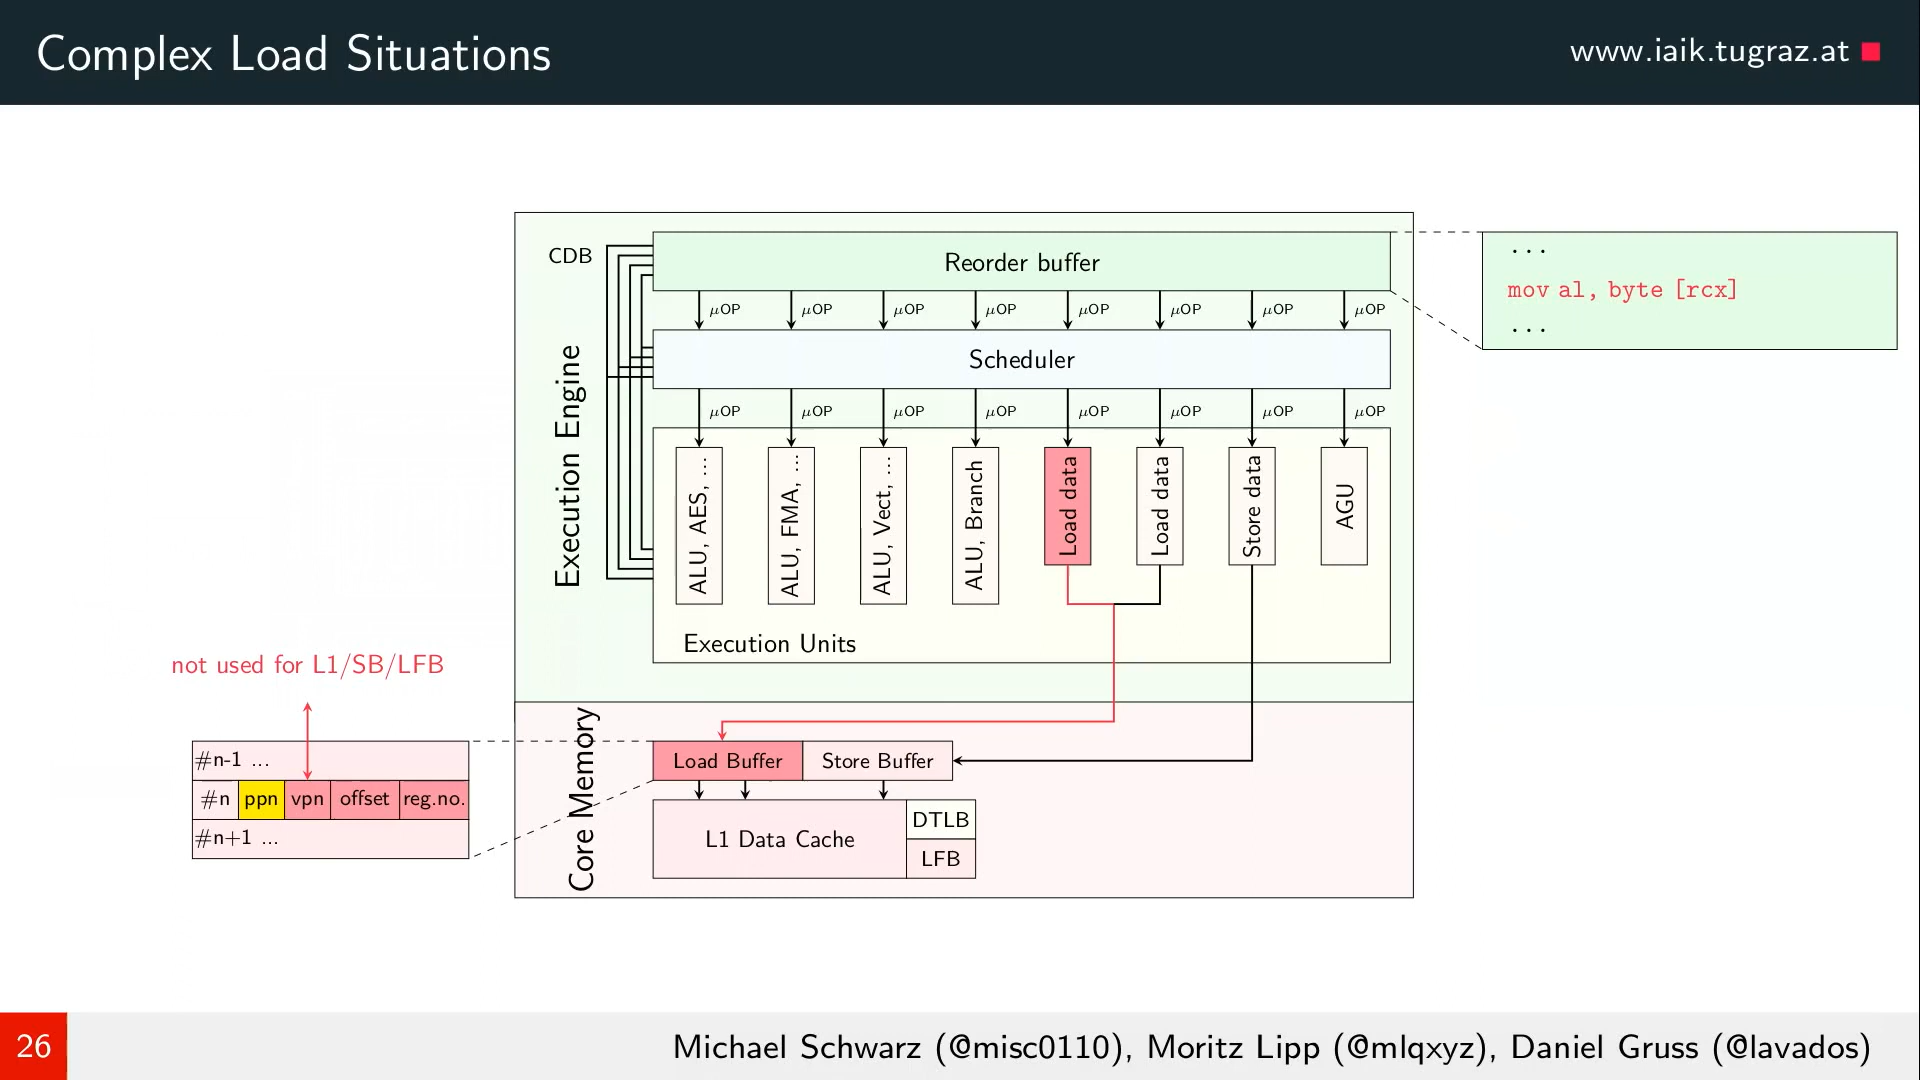 Complex Load Situations
www.iaik.tugraz.at
CDB
Reorder buffer
...
mov al, byte [rcx]
...
μOP μOP μOP μOP μOP μOP μOP μOP
Scheduler
μOP μOP μOP μOP μOP μOP μOP μOP
Execution Engine
ALU, AES, ...
ALU, FMA, ...
ALU, Vect, ...
ALU, Branch
Load data
Load data
Store data
AGU
Execution Units
not used for L1/SB/LFB
Core Memory
#n-1 ...
#n ppn vpn offset reg.no.
#n+1 ...
Load Buffer
Store Buffer
L1 Data Cache
DTLB
LFB
26
Michael Schwarz (@misc0110), Moritz Lipp (@mlqxyz), Daniel Gruss (@lavados)